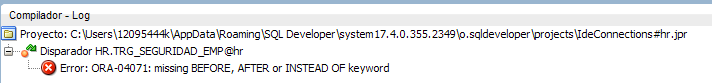 Compilador - Log
Proyecto: C:\Users\12095444k\AppData\Roaming\SQL Developer\system17.4.0.355.2349\o.sqldeveloper\projects\IdeConnections#hr.jpr
Disparador HR.TRG_SEGURIDAD_EMP@hr
Error: ORA-04071: missing BEFORE, AFTER or INSTEAD OF keyword